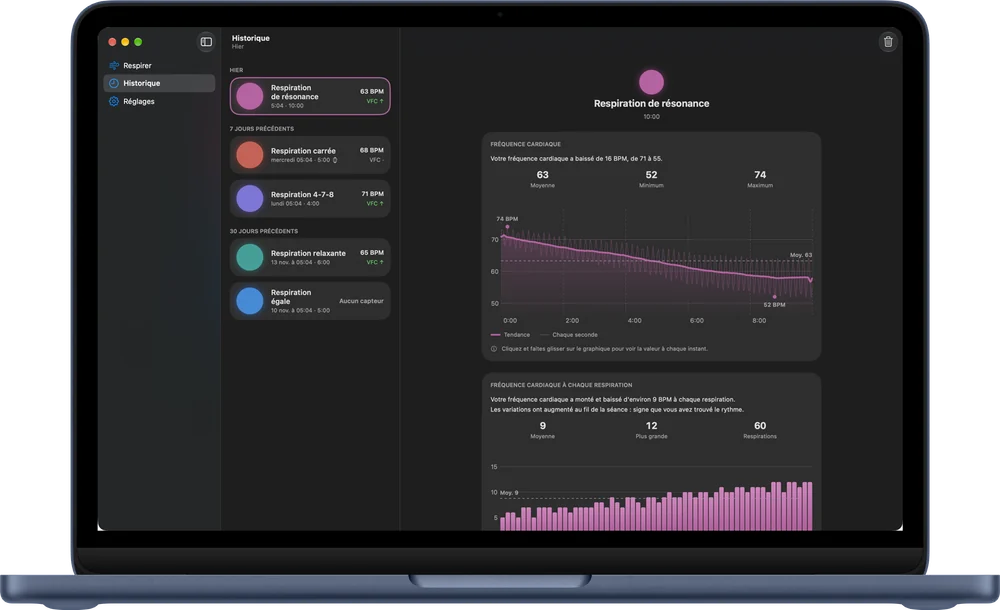 Respirer
Historique
Réglages
Historique
Hier
HIER
Respiration
de résonance
5:04 · 10:00
63 BPM
VFC ↑
7 JOURS PRÉCÉDENTS
Respiration carrée
mercredi 05:04 · 5:00
68 BPM
VFC ·
Respiration 4-7-8
lundi 05:04 · 4:00
71 BPM
VFC ↑
30 JOURS PRÉCÉDENTS
Respiration relaxante
13 nov. à 05:04 · 6:00
65 BPM
VFC ↑
Respiration
égale
10 nov. à 05:04 · 5:00
Aucun capteur
Respiration de résonance
10:00
FRÉQUENCE CARDIAQUE
Votre fréquence cardiaque a baissé de 16 BPM, de 71 à 55.
63 52 74
Moyenne Minimum Maximum
74 BPM
70
Moy. 63
60
50
52 BPM
0:00 2:00 4:00 6:00 8:00
Tendance Chaque seconde
Cliquez et faites glisser sur le graphique pour voir la valeur à chaque instant.
FRÉQUENCE CARDIAQUE À CHAQUE RESPIRATION
Votre fréquence cardiaque a monté et baissé d'environ 9 BPM à chaque respiration.
Les variations ont augmenté au fil de la séance : signe que vous avez trouvé le rythme.
9 12 60
Moyenne Plus grande Respirations
15
10 Moy. 9
5